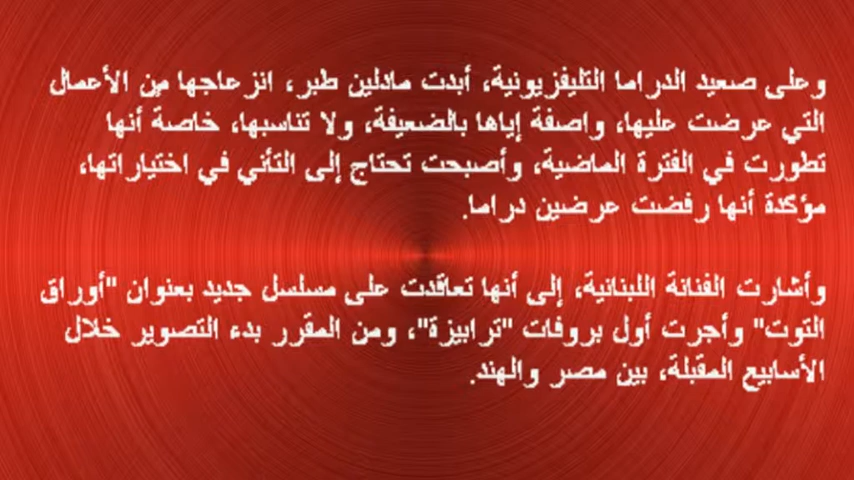 وعلى صعيد الدراما التليفزيونية، أبدت مادلين طبر، انزعاجها من الأعمال
التي عرضت عليها، واصفة إياها بالضعيفة، ولا تناسبها، خاصة أنها
تطورت في الفترة الماضية، وأصبحت تحتاج إلى التأني في اختياراتها،
مؤكدة أنها رفضت عرضين دراما.
وأشارت الفنانة اللبنانية، إلى أنها تعاقدت على مسلسل جديد بعنوان "أوراق
التوت" وأجرت أول بروفات "ترابيزة"، ومن المقرر بدء التصوير خلال
الأسابيع المقبلة، بين مصر والهند.